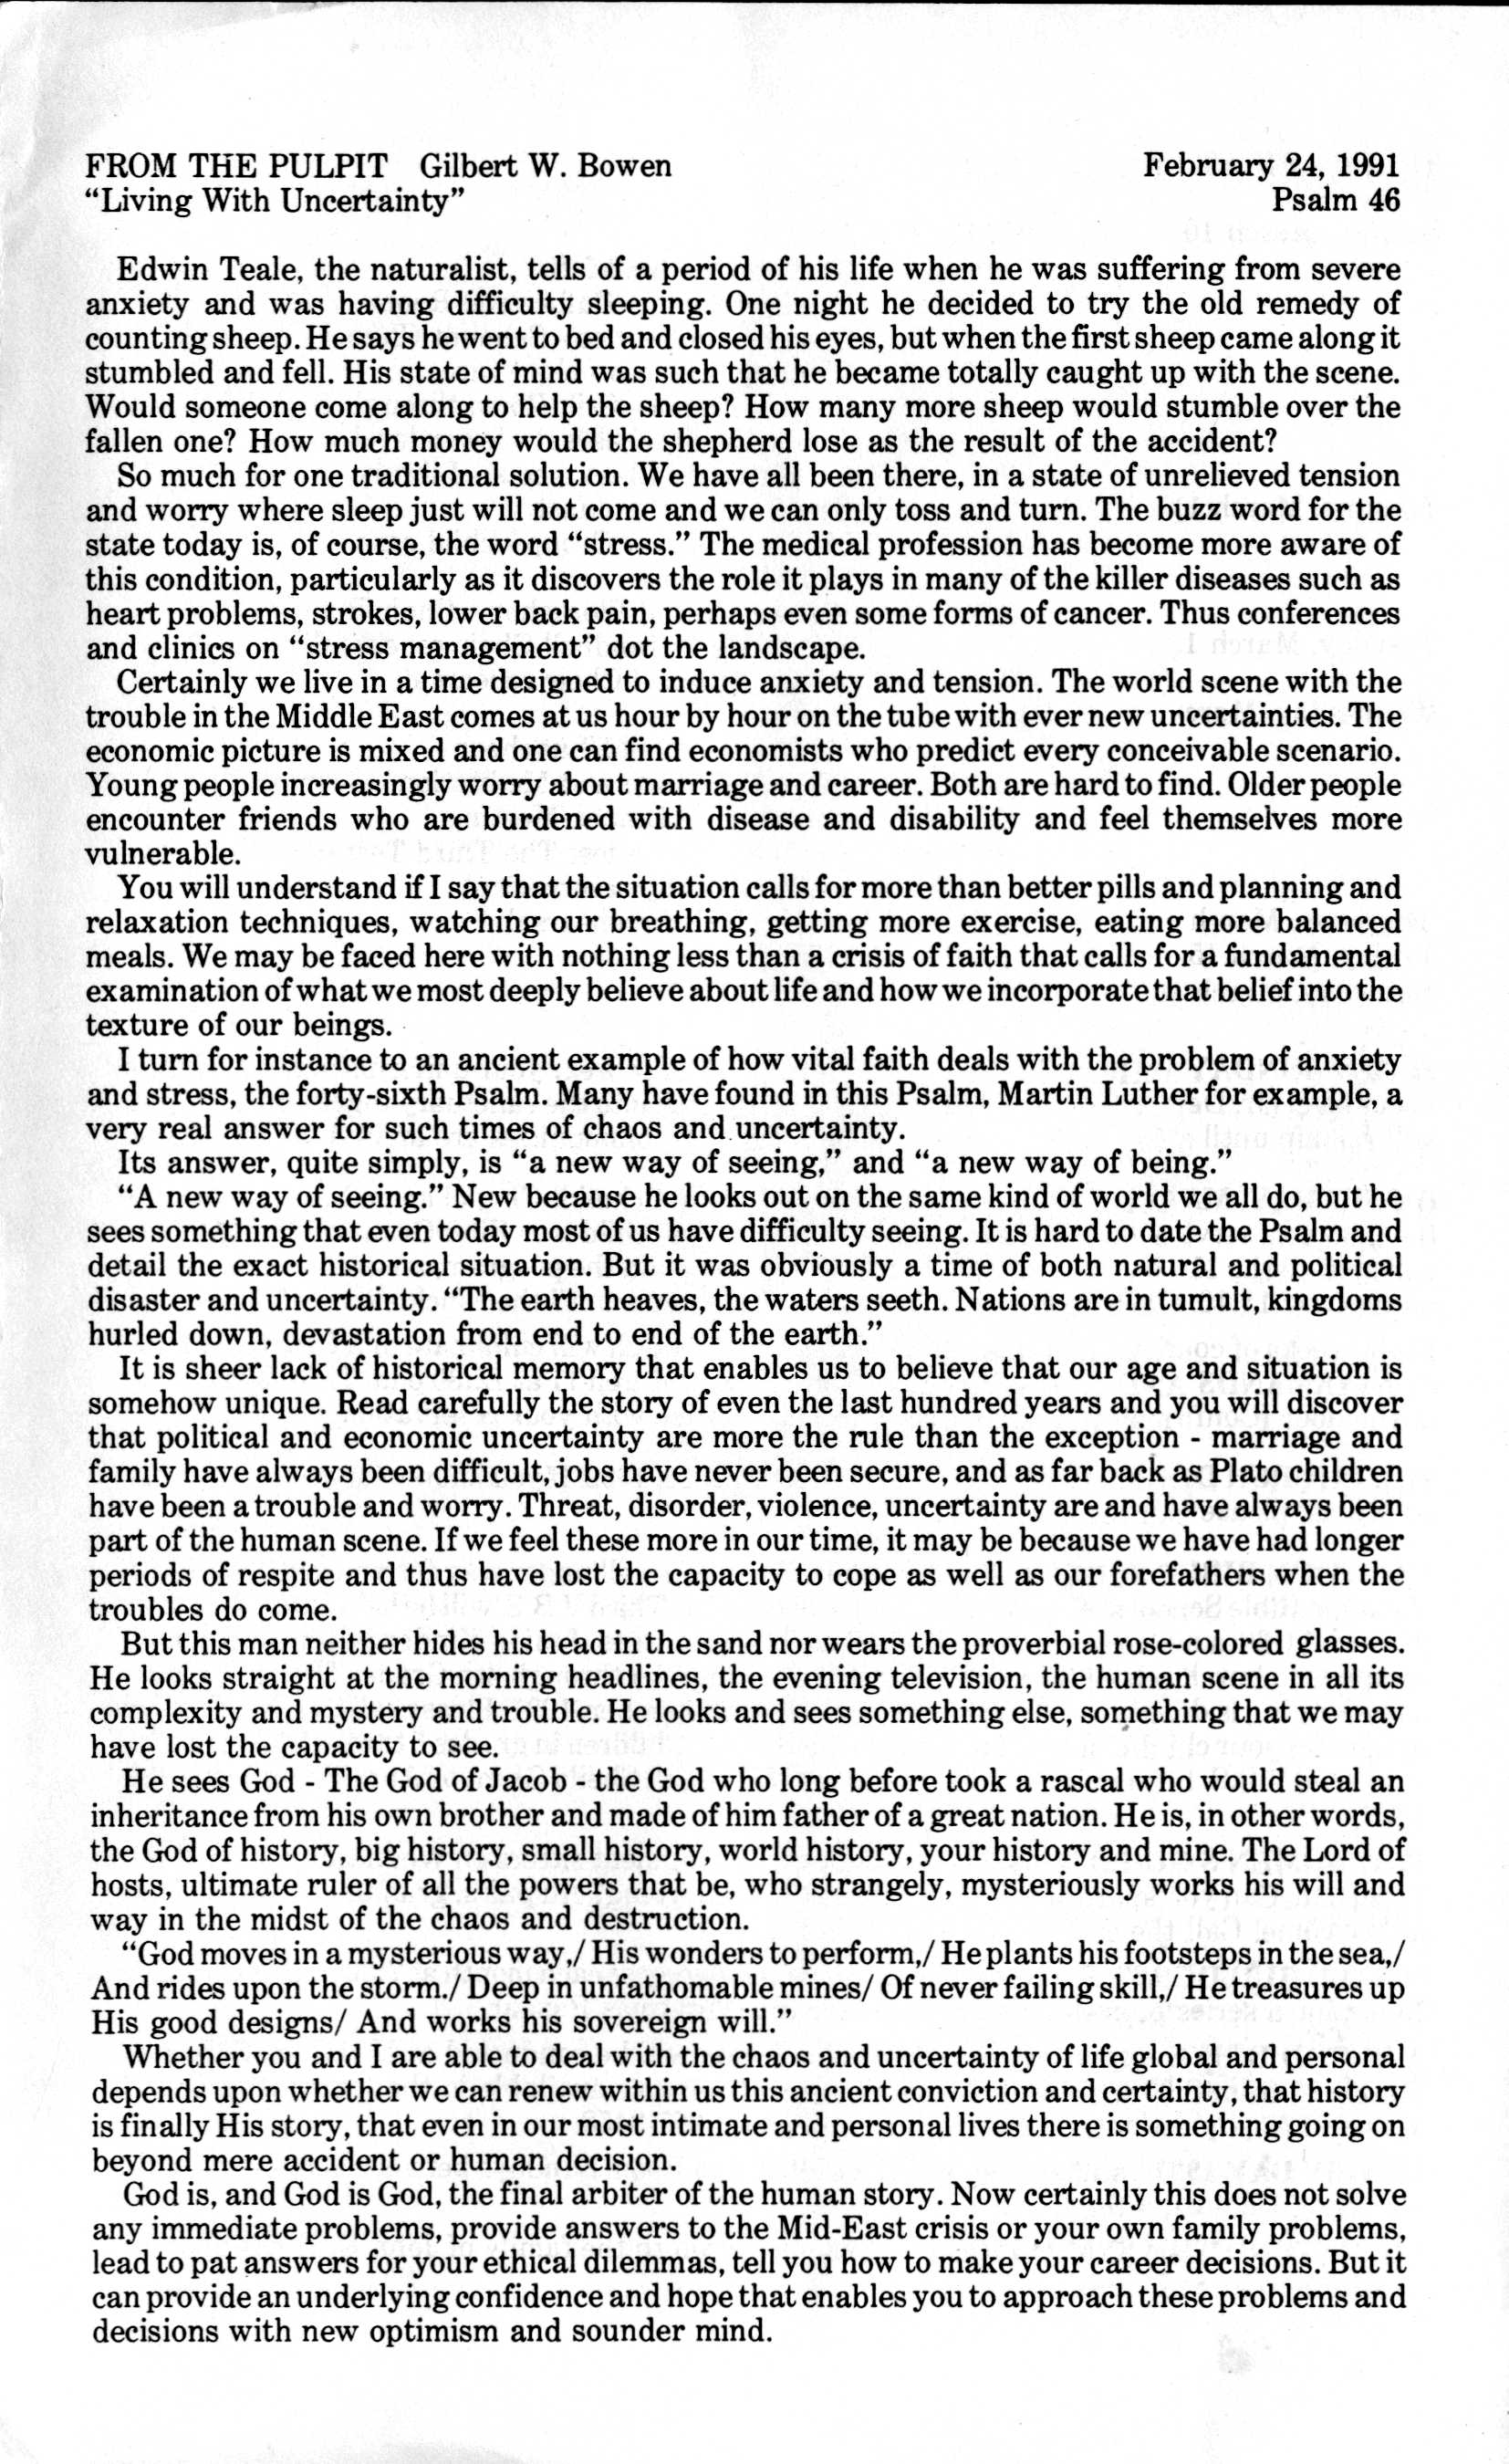 FROM THE PULPIT Gilbert W. Bowen February 24, 1991
“Living With Uncertainty” Psalm 46
Edwin Teale, the naturalist, tells of a period of his life when he was suffering from severe
anxiety and was having difficulty sleeping. One night he decided to try the old remedy of
counting sheep. He says he went to bed and closed his eyes, but when the first sheep came along it
stumbled and fell. His state of mind was such that he became totally caught up with the scene.
Would someone come along to help the sheep? How many more sheep would stumble over the
fallen one? How much money would the shepherd lose as the result of the accident?
So much for one traditional solution. We have all been there, in a state of unrelieved tension
and worry where sleep just will not come and we can only toss and turn. The buzz word for the
state today is, of course, the word “stress.” The medical profession has become more aware of
this condition, particularly as it discovers the role it plays in many of the killer diseases such as
heart problems, strokes, lower back pain, perhaps even some forms of cancer. Thus conferences
and clinics on “stress management” dot the landscape.
Certainly we live in a time designed to induce anxiety and tension. The world scene with the
trouble in the Middle East comes at us hour by hour on the tube with ever new uncertainties. The
economic picture is mixed and one can find economists who predict every conceivable scenario.
Young people increasingly worry about marriage and career. Both are hard to find. Older people
encounter friends who are burdened with disease and disability and feel themselves more
vulnerable.
You will understand if I say that the situation calls for more than better pills and planning and
relaxation techniques, watching our breathing, getting more exercise, eating more balanced
meals. We may be faced here with nothing less than a crisis of faith that calls for a fundamental
examination of what we most deeply believe about life and how we incorporate that belief into the
texture of our beings.
I turn for instance to an ancient example of how vital faith deals with the problem of anxiety
and stress, the forty-sixth Psalm. Many have found in this Psalm, Martin Luther for example, a
very real answer for such times of chaos and uncertainty.
Its answer, quite simply, is “a new way of seeing,” and “a new way of being.”
“A new way of seeing.” New because he looks out on the same kind of world we all do, but he
sees something that even today most of us have difficulty seeing. It is hard to date the Psalm and
detail the exact historical situation. But it was obviously a time of both natural and political
disaster and uncertainty. “The earth heaves, the waters seeth. Nations are in tumult, kingdoms
hurled down, devastation from end to end of the earth.”
It is sheer lack of historical memory that enables us to believe that our age and situation is
somehow unique. Read carefully the story of even the last hundred years and you will discover
that political and economic uncertainty are more the rule than the exception - marriage and
family have always been difficult, jobs have never been secure, and as far back as Plato children
have been a trouble and worry. Threat, disorder, violence, uncertainty are and have always been
part of the human scene. If we feel these more in our time, it may be because we have had longer
periods of respite and thus have lost the capacity to cope as well as our forefathers when the
troubles do come.
But this man neither hides his head in the sand nor wears the proverbial rose-colored glasses.
He looks straight at the morning headlines, the evening television, the human scene in all its
complexity and mystery and trouble. He looks and sees something else, something that we may
have lost the capacity to see.
He sees God - The God of Jacob - the God who long before took a rascal who would steal an
inheritance from his own brother and made of him father of a great nation. He is, in other words,
the God of history, big history, small history, world history, your history and mine. The Lord of
hosts, ultimate ruler of all the powers that be, who strangely, mysteriously works his will and
way in the midst of the chaos and destruction.
“God moves in a mysterious way,/ His wonders to perform,/ He plants his footsteps in the sea,/
And rides upon the storm./ Deep in unfathomable mines/ Of never failing skill,/ He treasures up
His good designs/ And works his sovereign will.”
Whether you and I are able to deal with the chaos and uncertainty of life global and personal
depends upon whether we can renew within us this ancient conviction and certainty, that history
is finally His story, that even in our most intimate and personal lives there is something going on
beyond mere accident or human decision.
God is, and God is God, the final arbiter of the human story. Now certainly this does not solve
any immediate problems, provide answers to the Mid-East crisis or your own family problems,
lead to pat answers for your ethical dilemmas, tell you how to make your career decisions. But it
can provide an underlying confidence and hope that enables you to approach these problems and
decisions with new optimism and sounder mind.